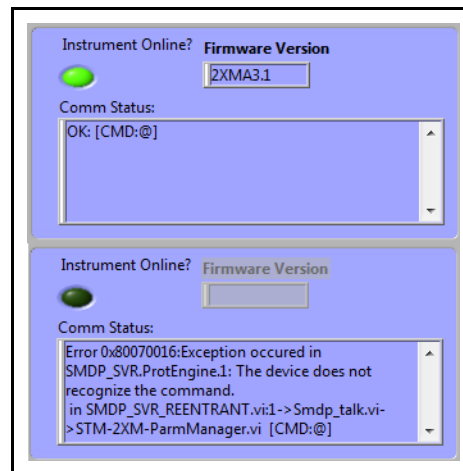 Instrument Online? Firmware Version
2XMA3.1
Comm Status:
OK: [CMD:@]
Instrument Online? Firmware Version
Comm Status:
Error 0x80070016:Exception occured in
SMDP_SVR.ProtEngine.1: The device does not
recognize the command.
in SMDP_SVR_REENTRANT.vi:1->Smdp_talk.vi-
>STM-2XM-ParmManager.vi [CMD:@]